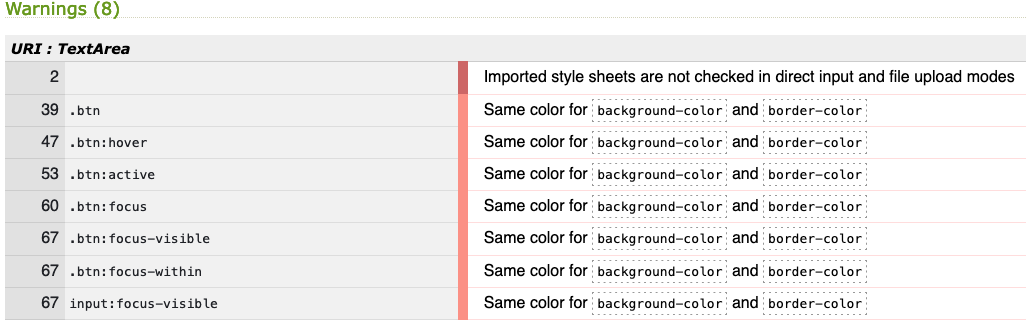 Warnings (8)
URI : TextArea
2 Imported style sheets are not checked in direct input and file upload modes
39 .btn Same color for background-color and border-color
47 .btn:hover Same color for background-color and border-color
53 .btn:active Same color for background-color and border-color
60 .btn:focus Same color for background-color and border-color
67 .btn:focus-visible Same color for background-color and border-color
67 .btn:focus-within Same color for background-color and border-color
67 input:focus-visible Same color for background-color and border-color